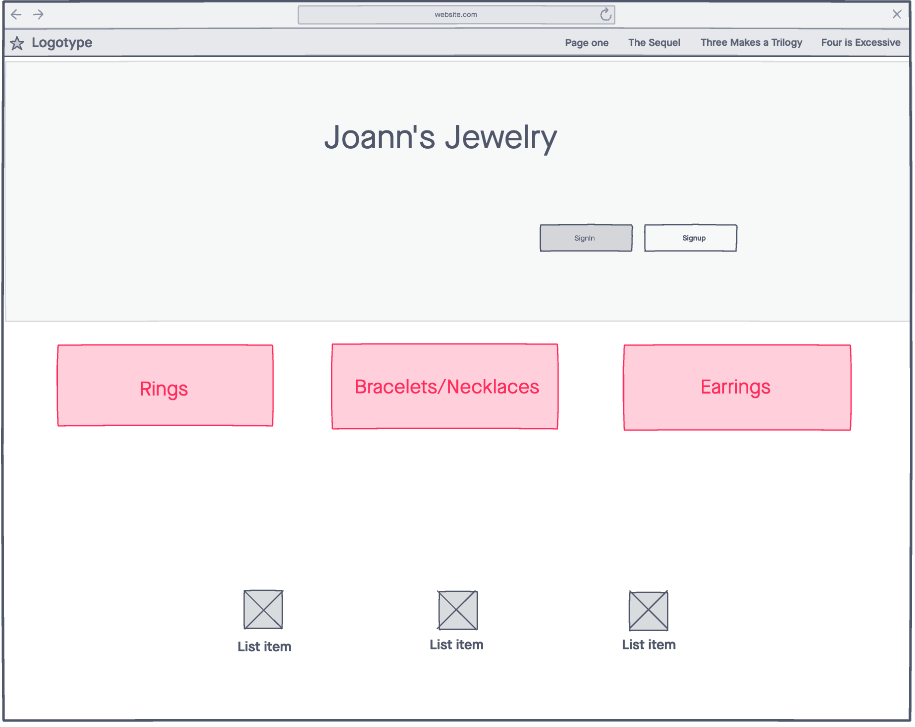 website.com
Logotype
Page one
The Sequel
Three Makes a Trilogy
Four is Excessive
Joann's Jewelry
SignIn
Signup
Rings
Bracelets/Necklaces
Earrings
List item
List item
List item